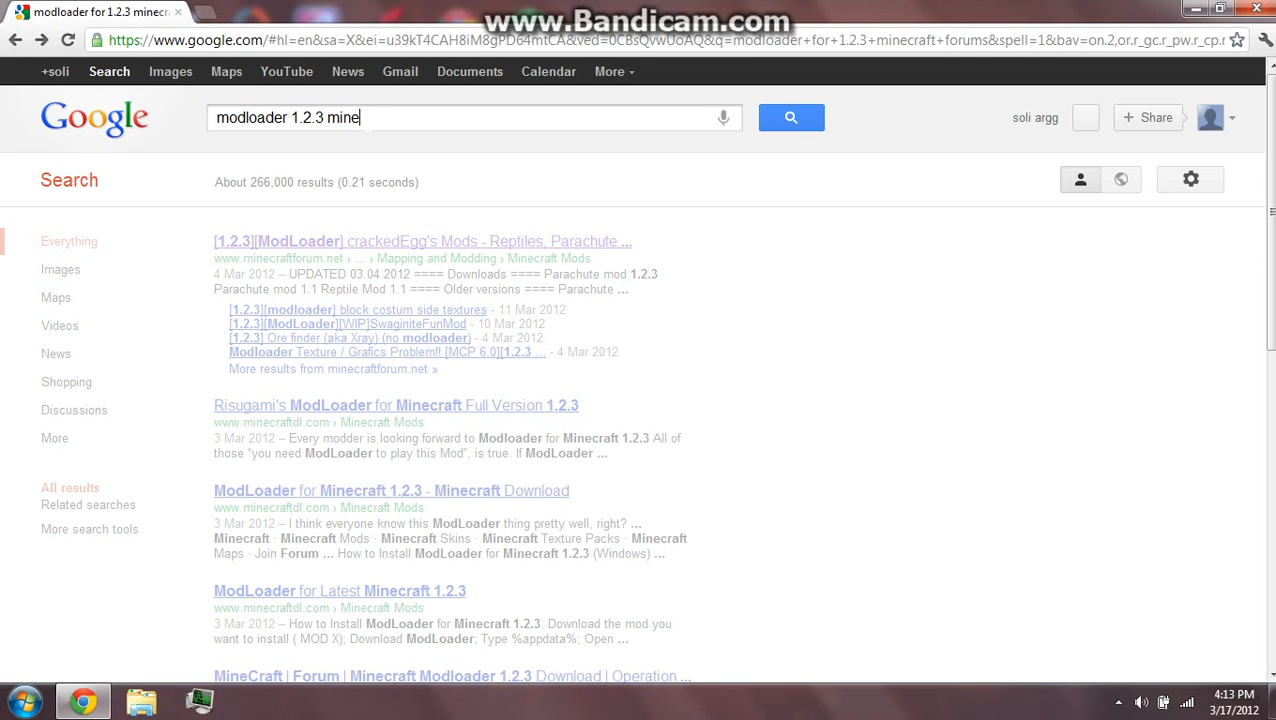 www.Bandicam.com
modloader for 1.2.3 minecr
https://www.google.com/#hl=en&sa=X&ei=u39kT4CAH8iM8gPD64mtCA&ved=0CBsQvwUoAQ&q=modloader+for+1.2.3+minecraft+forums&spell=1&bav=on.2,or.r_gc.r_pw.r_cp.r
+soli Search Images Maps YouTube News Gmail Documents Calendar More
Google
modloader 1.2.3 mine
soli argg
+ Share
Search
About 266,000 results (0.21 seconds)
Everything
Images
Maps
Videos
News
Shopping
Discussions
More
All results
Related searches
More search tools
[1.2.3][ModLoader] crackedEgg's Mods - Reptiles, Parachute ...
www.minecraftforum.net › ... › Mapping and Modding › Minecraft Mods
4 Mar 2012 – UPDATED 03.04.2012 ==== Downloads ==== Parachute mod 1.2.3
Parachute mod 1.1 Reptile Mod 1.1 ==== Older versions ==== Parachute ...
[1.2.3][modloader] block costum side textures - 11 Mar 2012
[1.2.3][ModLoader][WIP]SwaginiteFunMod - 10 Mar 2012
[1.2.3] Ore finder (aka Xray) (no modloader) - 4 Mar 2012
Modloader Texture / Grafics Problem!! [MCP 6.0][1.2.3 ... - 4 Mar 2012
More results from minecraftforum.net »
Risugami's ModLoader for Minecraft Full Version 1.2.3
www.minecraftdl.com › Minecraft Mods
3 Mar 2012 – Every modder is looking forward to Modloader for Minecraft 1.2.3 All of
those “you need ModLoader to play this Mod”, is true. If ModLoader ...
ModLoader for Minecraft 1.2.3 - Minecraft Download
www.minecraftdl.com › Minecraft Mods
3 Mar 2012 – I think everyone know this ModLoader thing pretty well, right? ...
Minecraft · Minecraft Mods · Minecraft Skins · Minecraft Texture Packs · Minecraft
Maps · Join Forum ... How to Install ModLoader for Minecraft 1.2.3 (Windows) ...
ModLoader for Latest Minecraft 1.2.3
www.minecraftdl.com › Minecraft Mods
3 Mar 2012 – How to Install ModLoader for Minecraft 1.2.3. Download the mod you
want to install ( MOD X); Download ModLoader; Type %appdata%; Open ...
MineCraft | Forum | Minecraft Modloader 1.2.3 Download | Operation ...
4:13 PM
3/17/2012